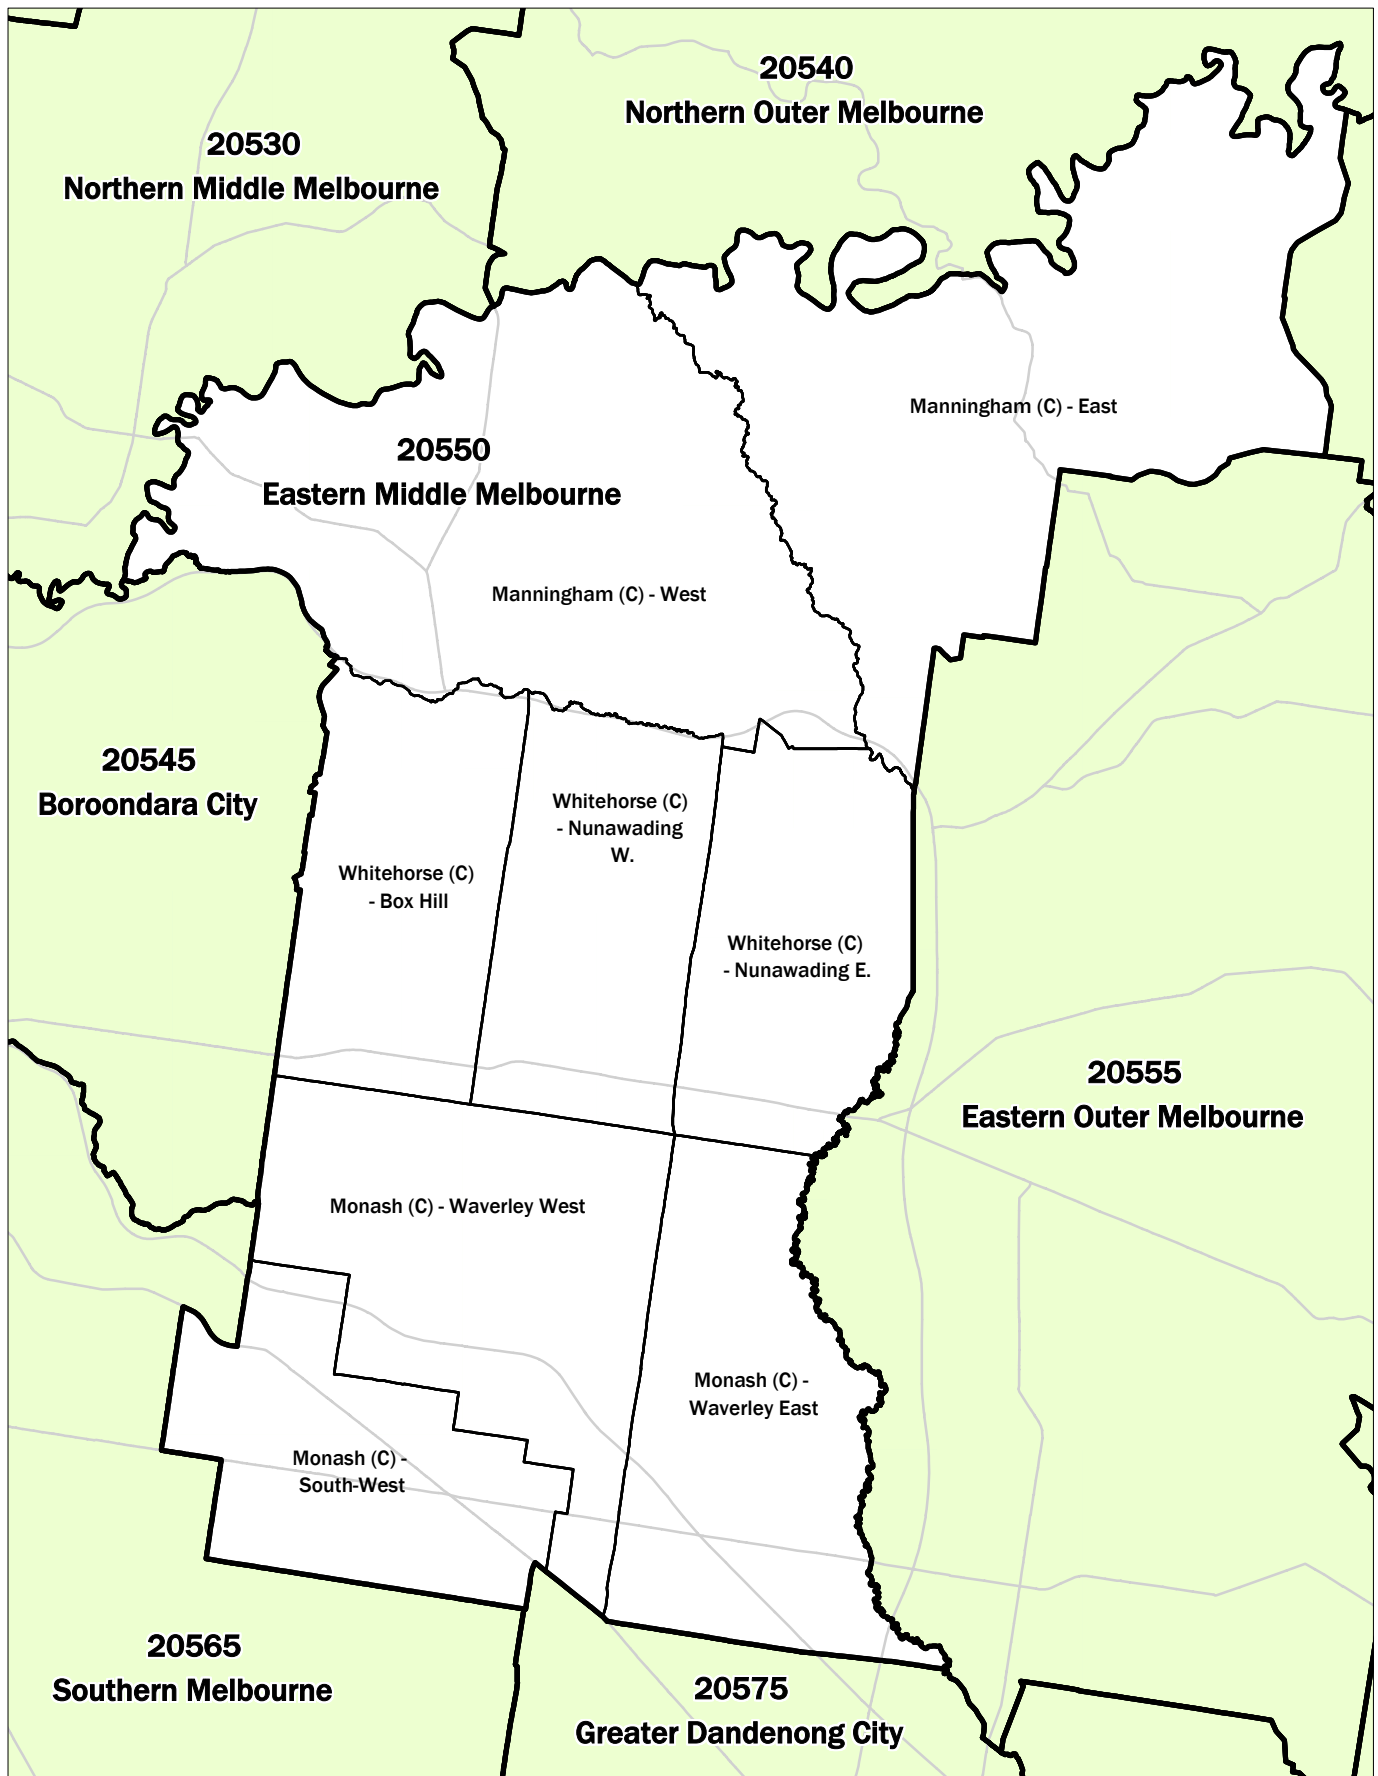 20540
Northern Outer Melbourne
20530
Northern Middle Melbourne
Manningham (C) - East
20550
Eastern Middle Melbourne
Manningham (C) - West
20545
Boroondara City
Whitehorse (C)
- Nunawading
W.
Whitehorse (C)
- Box Hill
Whitehorse (C)
- Nunawading E.
20555
Eastern Outer Melbourne
Monash (C) - Waverley West
Monash (C) -
Waverley East
Monash (C) -
South-West
20565
Southern Melbourne
20575
Greater Dandenong City